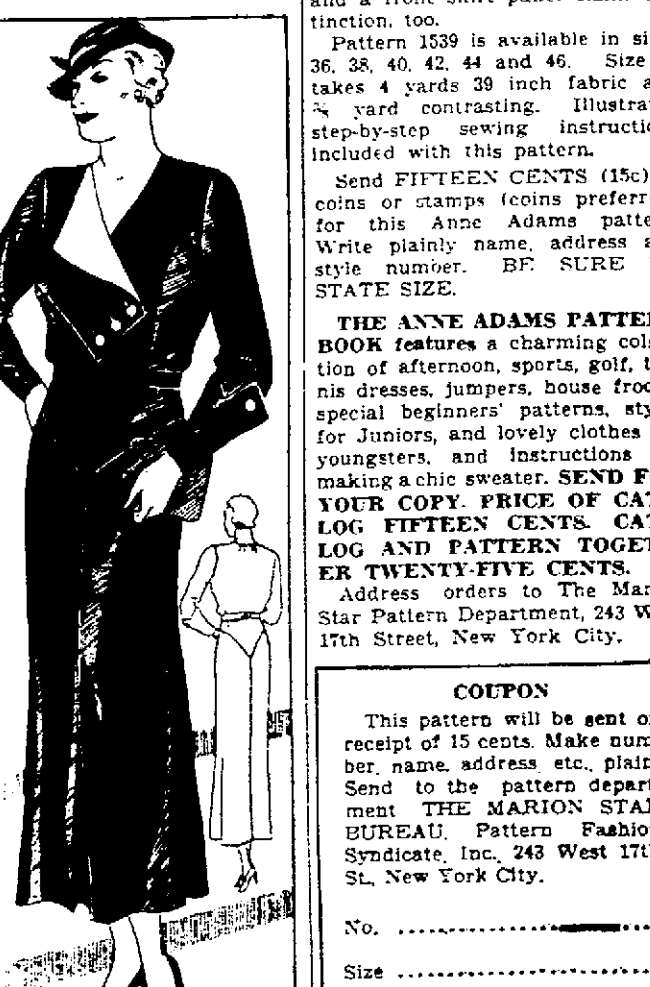 and a front skirt panel
tinction, too.
Pattern 1539 is available in si
36, 38, 40, 42, 44 and 46. Size
takes 4 yards 39 inch fabric a
¾ yard contrasting. Illustra
step-by-step sewing instructio
included with this pattern.
Send FIFTEEN CENTS (15c)
coins or stamps (coins preferr
for this Anne Adams patte
Write plainly name, address a
style number. BE SURE
STATE SIZE.
THE ANNE ADAMS PATTE
BOOK features a charming col
tion of afternoon, sports, golf, t
nis dresses, jumpers, house froc
special beginners' patterns, sty
for Juniors, and lovely clothes
youngsters, and instructions
making a chic sweater. SEND F
YOUR COPY. PRICE OF CAT
LOG FIFTEEN CENTS. CAT
LOG AND PATTERN TOGET
ER TWENTY-FIVE CENTS.
Address orders to The Mar
Star Pattern Department, 243 W
17th Street, New York City.
COUPON
This pattern will be sent o
receipt of 15 cents. Make num
ber, name, address, etc., plain
Send to the pattern depart
ment THE MARION STA
BUREAU, Pattern Fashio
Syndicate, Inc., 243 West 17t
St., New York City.
No.
Size